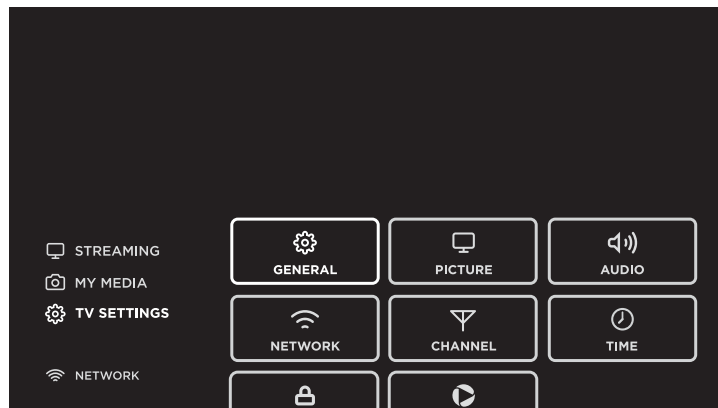 STREAMING
MY MEDIA
TV SETTINGS
NETWORK
GENERAL
PICTURE
AUDIO
NETWORK
CHANNEL
TIME